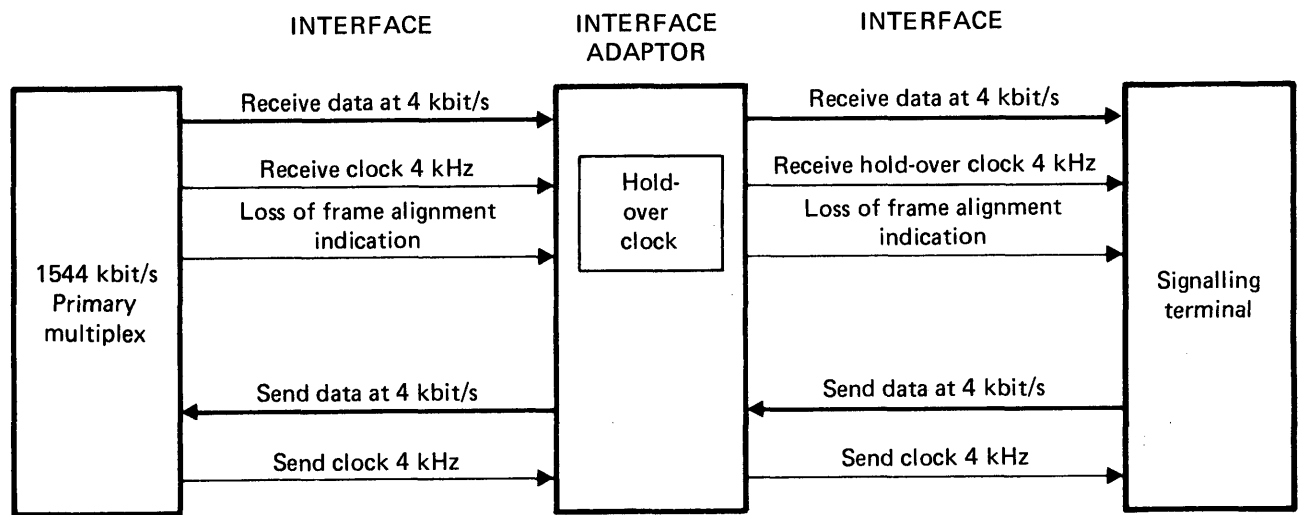 INTERFACE
INTERFACE
ADAPTOR
INTERFACE
Receive data at 4 kbit/s
Receive clock 4 kHz
Loss of frame alignment
indication
Send data at 4 kbit/s
Send clock 4 kHz
1544 kbit/s
Primary
multiplex
Hold-
over
clock
Receive data at 4 kbit/s
Receive hold-over clock 4 kHz
Loss of frame alignment
indication
Send data at 4 kbit/s
Send clock 4 kHz
Signalling
terminal